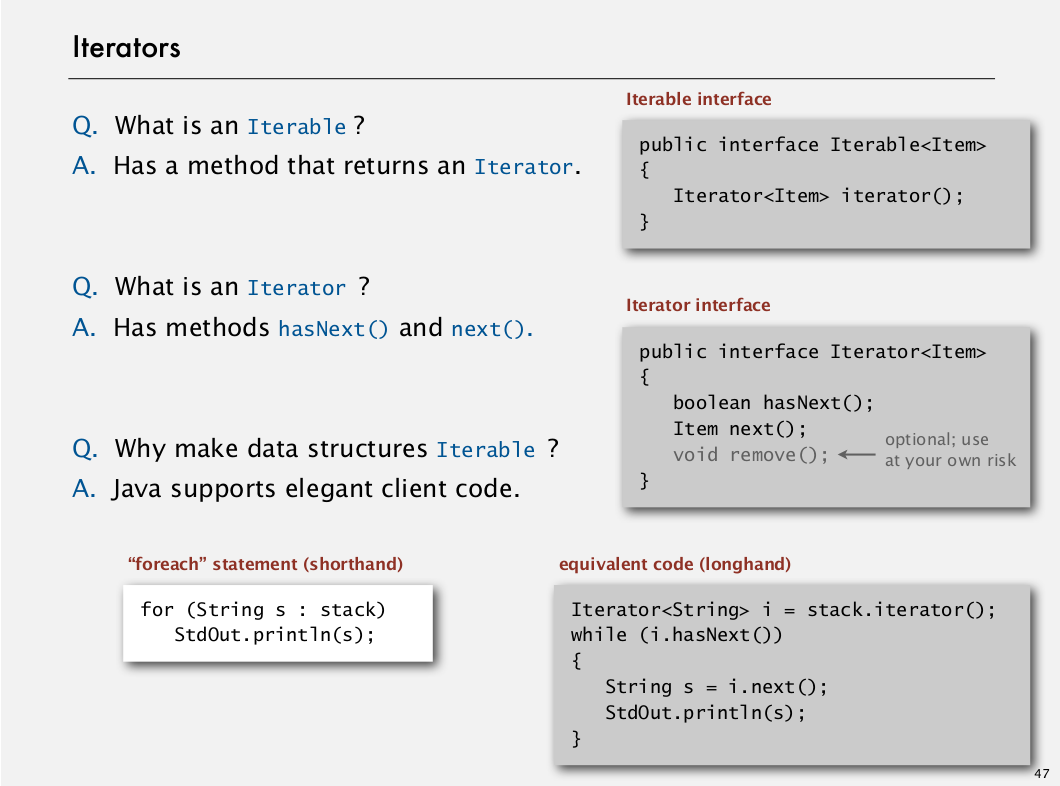 Iterators
Q. What is an Iterable ?
A. Has a method that returns an Iterator.
Iterable interface
public interface Iterable<Item>
{
   Iterator<Item> iterator();
}
Q. What is an Iterator ?
A. Has methods hasNext() and next().
Iterator interface
public interface Iterator<Item>
{
   boolean hasNext();
   Item next();
   void remove();
optional; use
at your own risk
}
Q. Why make data structures Iterable ?
A. Java supports elegant client code.
“foreach” statement (shorthand)
for (String s : stack)
   StdOut.println(s);
equivalent code (longhand)
Iterator<String> i = stack.iterator();
while (i.hasNext())
{
   String s = i.next();
   StdOut.println(s);
}
47